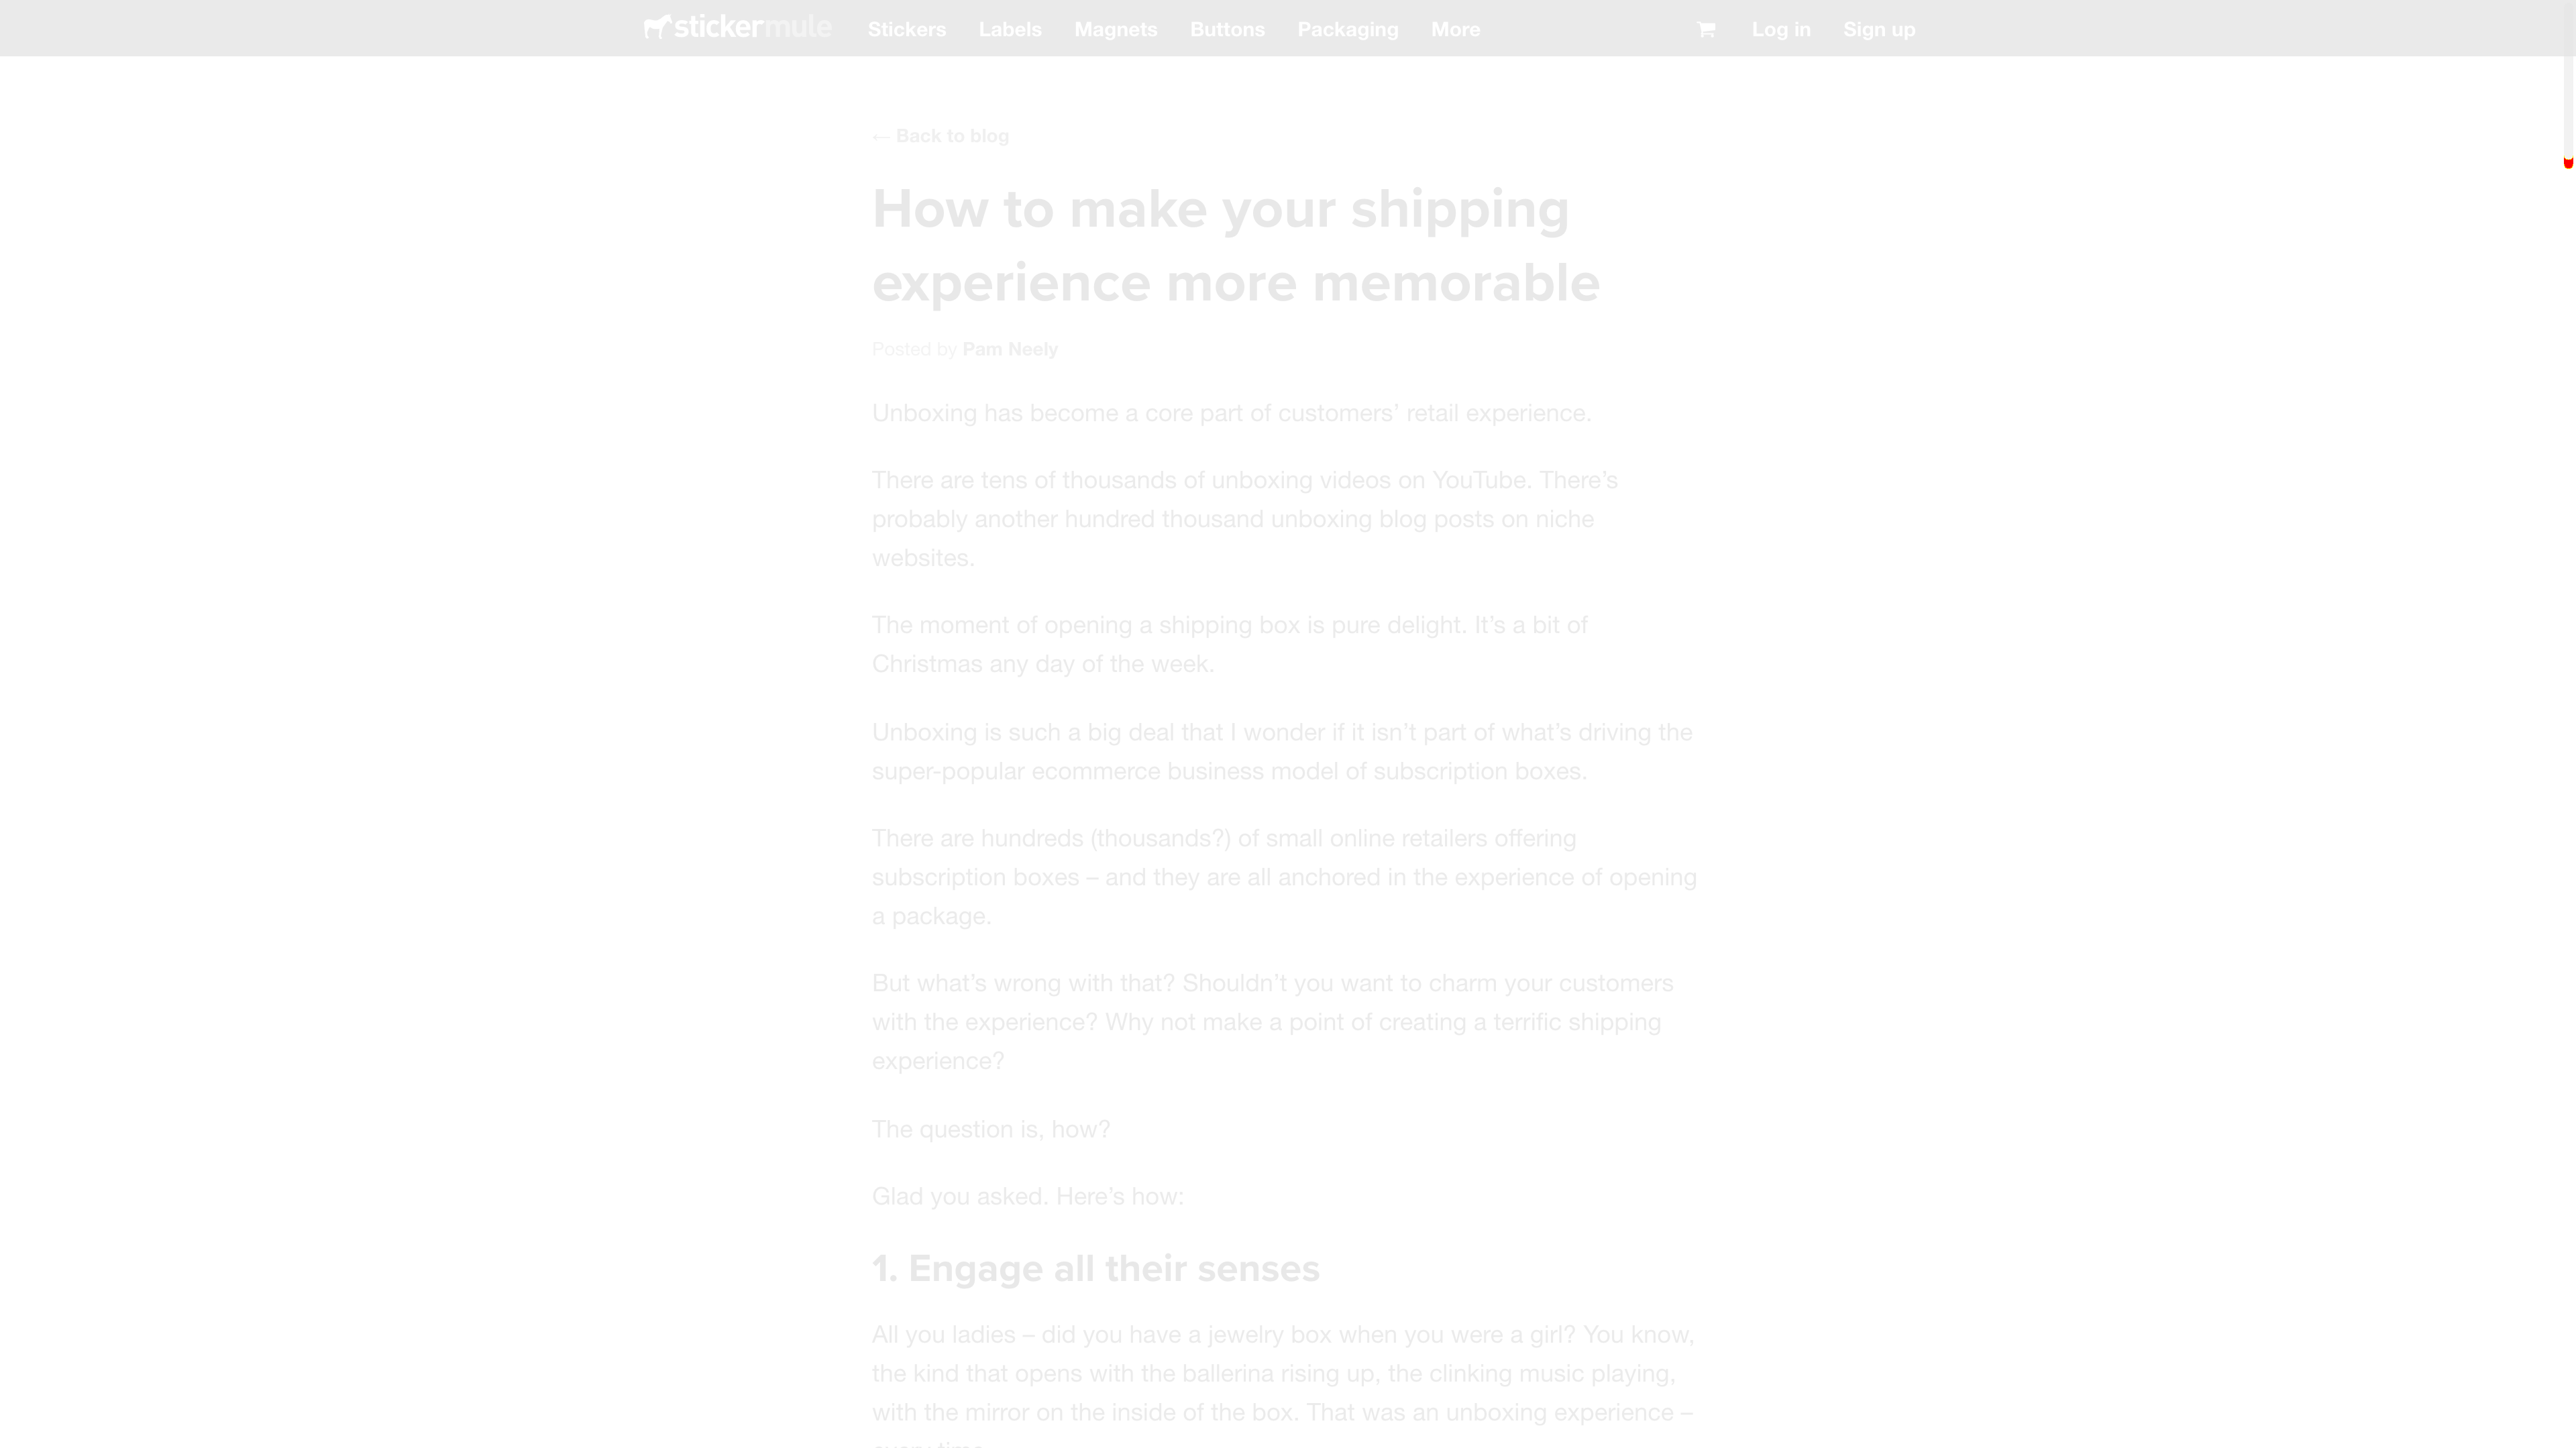 stickermule Stickers Labels Magnets Buttons Packaging More Log in Sign up
← Back to blog
How to make your shipping
experience more memorable
Posted by Pam Neely
Unboxing has become a core part of customers’ retail experience.
There are tens of thousands of unboxing videos on YouTube. There’s
probably another hundred thousand unboxing blog posts on niche
websites.
The moment of opening a shipping box is pure delight. It’s a bit of
Christmas any day of the week.
Unboxing is such a big deal that I wonder if it isn’t part of what’s driving the
super-popular ecommerce business model of subscription boxes.
There are hundreds (thousands?) of small online retailers offering
subscription boxes – and they are all anchored in the experience of opening
a package.
But what’s wrong with that? Shouldn’t you want to charm your customers
with the experience? Why not make a point of creating a terrific shipping
experience?
The question is, how?
Glad you asked. Here’s how:
1. Engage all their senses
All you ladies – did you have a jewelry box when you were a girl? You know,
the kind that opens with the ballerina rising up, the clinking music playing,
with the mirror on the inside of the box. That was an unboxing experience –